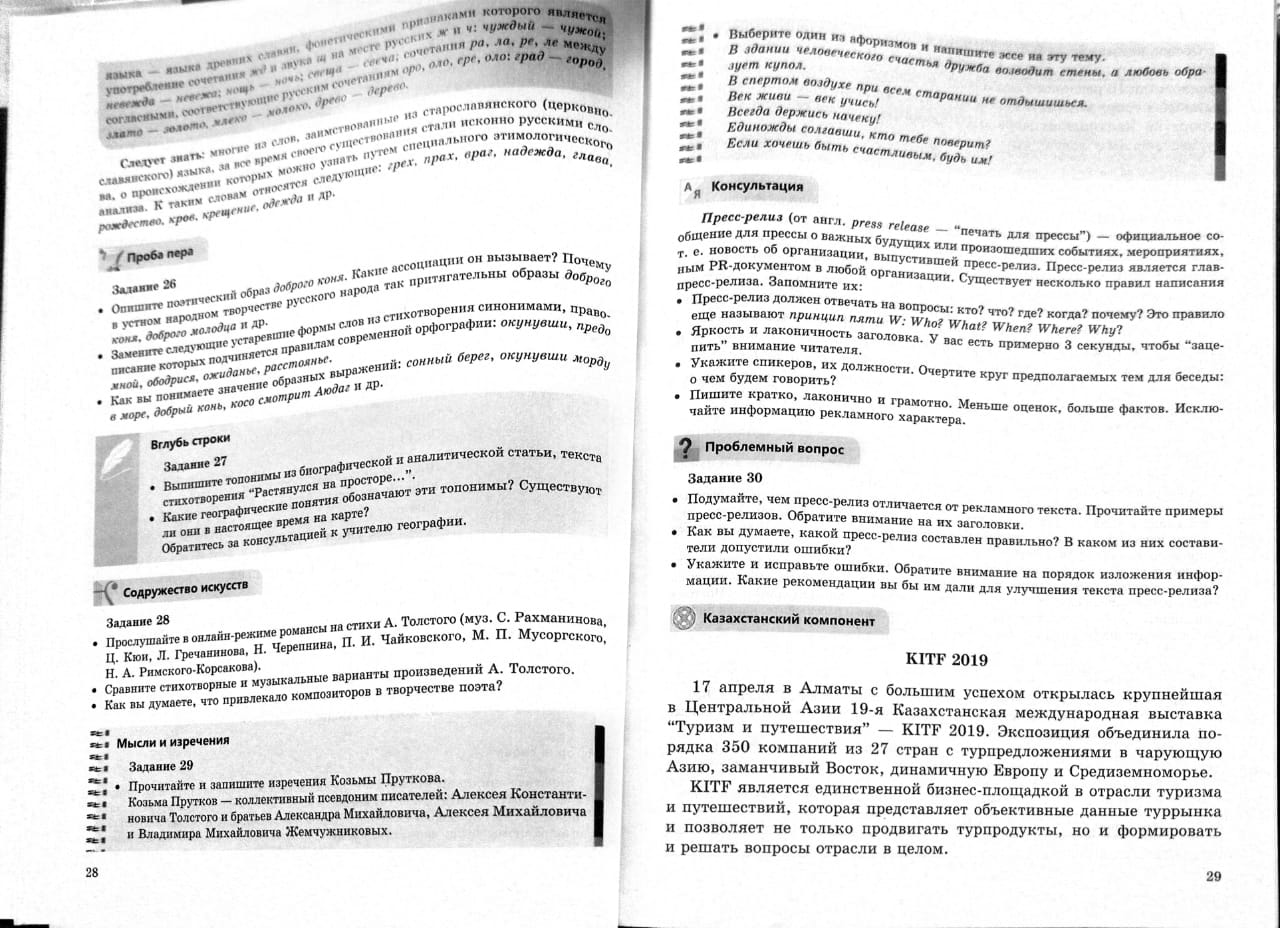 языка — языка древних славян, фонетическими признаками которого является
употребление сочетания жд и звука щ на месте русских ж и ч: чуждый — чужой;
невежда — невежа; нощь — ночь; свеща — свеча; сочетания ра, ла, ре, ле между
согласными, соответствующие русским сочетаниям оро, оло, ере, оло: град — город,
злато — золото, млеко — молоко, древо — дерево.
Следует знать: многие из слов, заимствованные из старославянского (церковно-
славянского) языка, за все время своего существования стали исконно русскими сло-
ва, о происхождении которых можно узнать путем специального этимологического
анализа. К таким словам относятся следующие: грех, прах, враг, надежда, глава,
рождество, кров, крещение, одежда и др.
Проба пера
Задание 26
• Опишите поэтический образ доброго коня. Какие ассоциации он вызывает? Почему
в устном народном творчестве русского народа так притягательны образы доброго
коня, доброго молодца и др.
• Замените следующие устаревшие формы слов из стихотворения синонимами, право-
писание которых подчиняется правилам современной орфографии: окунувши, предо
мной, ободрися, ожиданье, расстоянье.
• Как вы понимаете значение образных выражений: сонный берег, окунувши морду
в море, добрый конь, косо смотрит Аюдаг и др.
Вглубь строки
Задание 27
• Выпишите топонимы из биографической и аналитической статьи, текста
стихотворения “Растянулся на просторе...”.
• Какие географические понятия обозначают эти топонимы? Существуют
ли они в настоящее время на карте?
Обратитесь за консультацией к учителю географии.
Содружество искусств
Задание 28
• Прослушайте в онлайн-режиме романсы на стихи А. Толстого (муз. С. Рахманинова,
Ц. Кюи, Л. Гречанинова, Н. Черепнина, П. И. Чайковского, М. П. Мусоргского,
Н. А. Римского-Корсакова).
• Сравните стихотворные и музыкальные варианты произведений А. Толстого.
• Как вы думаете, что привлекало композиторов в творчестве поэта?
Мысли и изречения
Задание 29
• Прочитайте и запишите изречения Козьмы Пруткова.
Козьма Прутков — коллективный псевдоним писателей: Алексея Константи-
новича Толстого и братьев Александра Михайловича, Алексея Михайловича
и Владимира Михайловича Жемчужниковых.
28
• Выберите один из афоризмов и напишите эссе на эту тему.
В здании человеческого счастья дружба возводит стены, а любовь обра-
зует купол.
В спертом воздухе при всем старании не отдышишься.
Век живи — век учись!
Всегда держись начеку!
Единожды солгавши, кто тебе поверит?
Если хочешь быть счастливым, будь им!
А Я Консультация
Пресс-релиз (от англ. press release — “печать для прессы”) — официальное со-
общение для прессы о важных будущих или произошедших событиях, мероприятиях,
т. е. новость об организации, выпустившей пресс-релиз. Пресс-релиз является глав-
ным PR-документом в любой организации. Существует несколько правил написания
пресс-релиза. Запомните их:
• Пресс-релиз должен отвечать на вопросы: кто? что? где? когда? почему? Это правило
еще называют принцип пяти W: Who? What? When? Where? Why?
• Яркость и лаконичность заголовка. У вас есть примерно 3 секунды, чтобы “заце-
пить” внимание читателя.
• Укажите спикеров, их должности. Очертите круг предполагаемых тем для беседы:
о чем будем говорить?
• Пишите кратко, лаконично и грамотно. Меньше оценок, больше фактов. Исклю-
чайте информацию рекламного характера.
? Проблемный вопрос
Задание 30
• Подумайте, чем пресс-релиз отличается от рекламного текста. Прочитайте примеры
пресс-релизов. Обратите внимание на их заголовки.
• Как вы думаете, какой пресс-релиз составлен правильно? В каком из них состави-
тели допустили ошибки?
• Укажите и исправьте ошибки. Обратите внимание на порядок изложения инфор-
мации. Какие рекомендации вы бы им дали для улучшения текста пресс-релиза?
Казахстанский компонент
KITF 2019
17 апреля в Алматы с большим успехом открылась крупнейшая
в Центральной Азии 19-я Казахстанская международная выставка
“Туризм и путешествия” — KITF 2019. Экспозиция объединила по-
рядка 350 компаний из 27 стран с турпредложениями в чарующую
Азию, заманчивый Восток, динамичную Европу и Средиземноморье.
KITF является единственной бизнес-площадкой в отрасли туризма
и путешествий, которая представляет объективные данные туррынка
и позволяет не только продвигать турпродукты, но и формировать
и решать вопросы отрасли в целом.
29